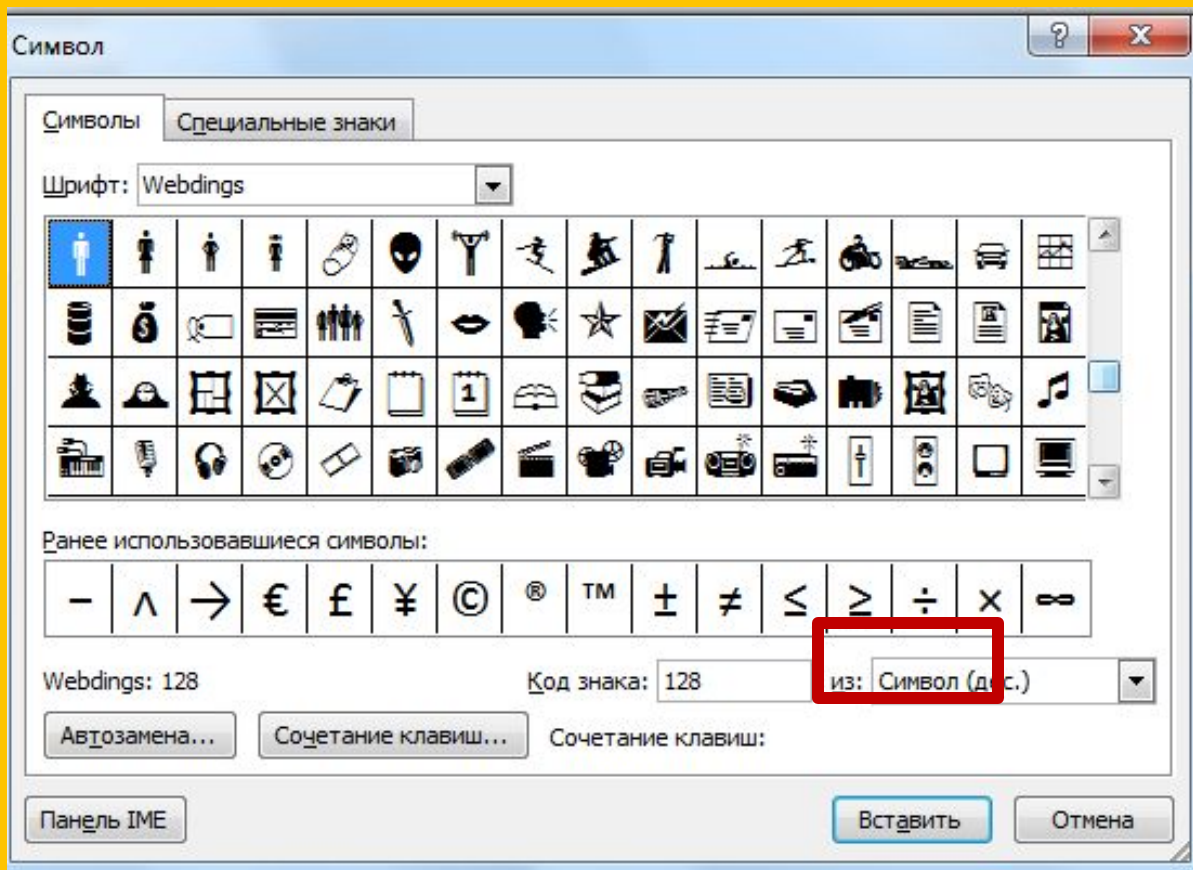 Символ
Символы Специальные знаки
Шрифт: Webdings
Ранее использовавшиеся символы:
− ∧ → € £ ¥ © ® ™ ± ≠ ≤ ≥ ÷ × ∞
Webdings: 128 Код знака: 128 из: Символ (дес.)
Автозамена... Сочетание клавиш... Сочетание клавиш:
Панель IME Вставить Отмена